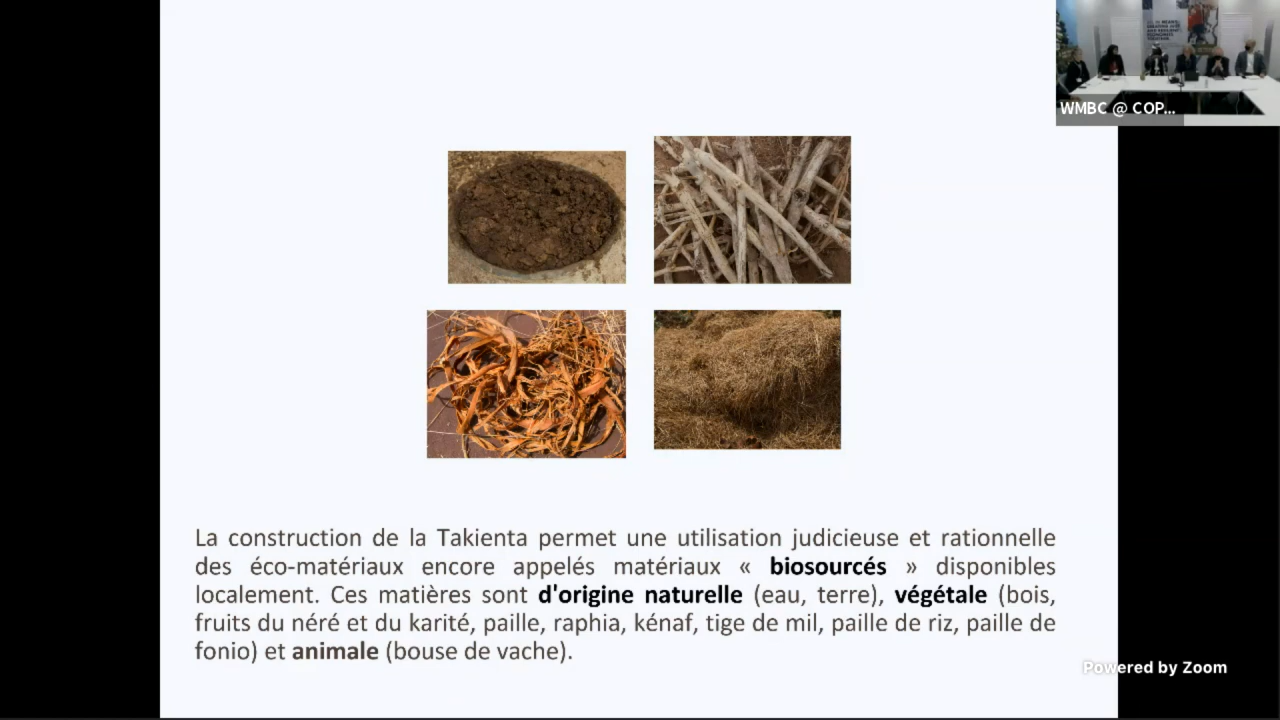 WMBC @ COP...
La construction de la Takienta permet une utilisation judicieuse et rationnelle
des éco-matériaux encore appelés matériaux « biosourcés » disponibles
localement. Ces matières sont d'origine naturelle (eau, terre), végétale (bois,
fruits du néré et du karité, paille, raphia, kénaf, tige de mil, paille de riz, paille de
fonio) et animale (bouse de vache).
Powered by Zoom